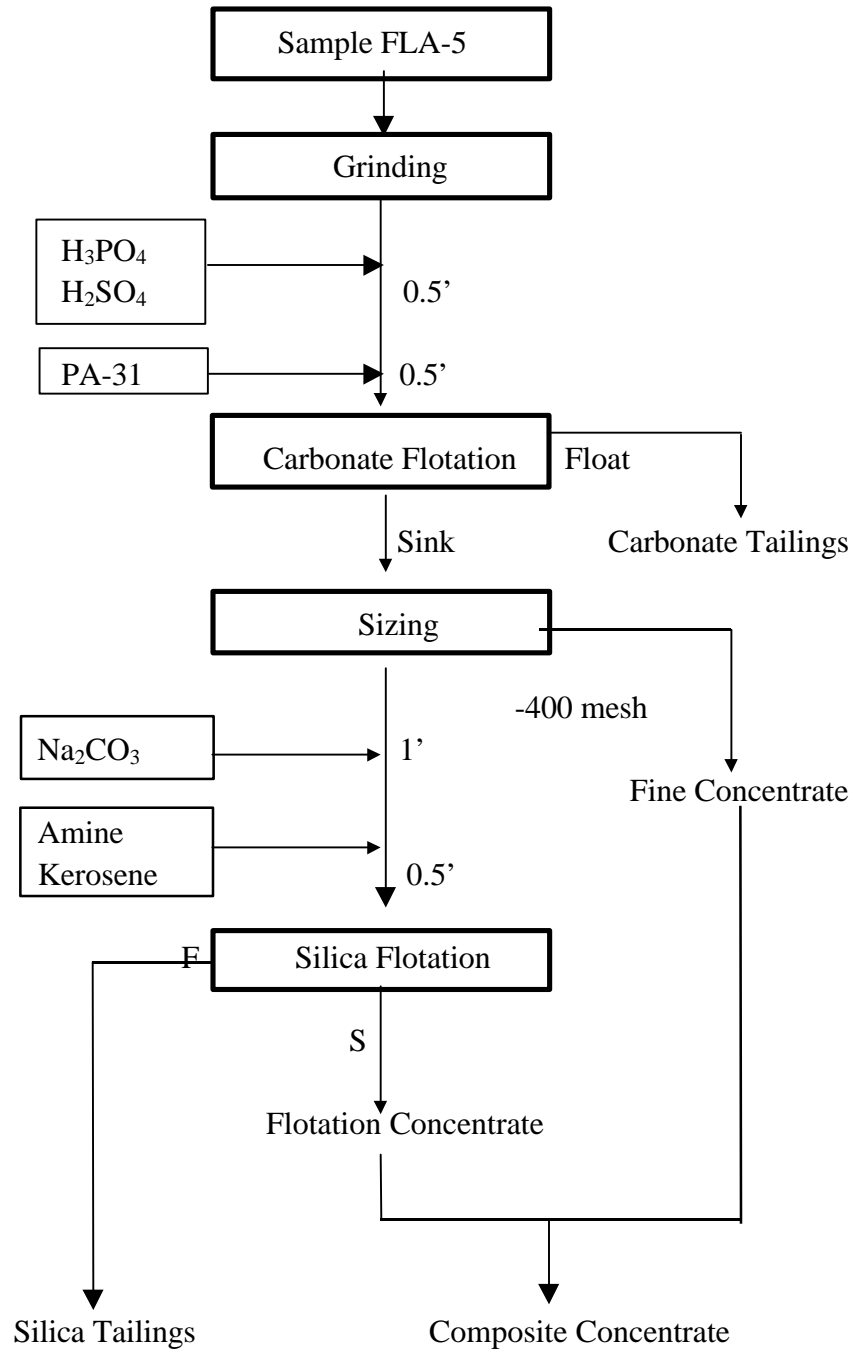 Sample FLA-5
Grinding
H₃PO₄
H₂SO₄
0.5’
PA-31
0.5’
Carbonate Flotation
Float
Sink
Carbonate Tailings
Sizing
-400 mesh
Na₂CO₃
1’
Fine Concentrate
Amine
Kerosene
0.5’
F
Silica Flotation
S
Flotation Concentrate
Silica Tailings
Composite Concentrate